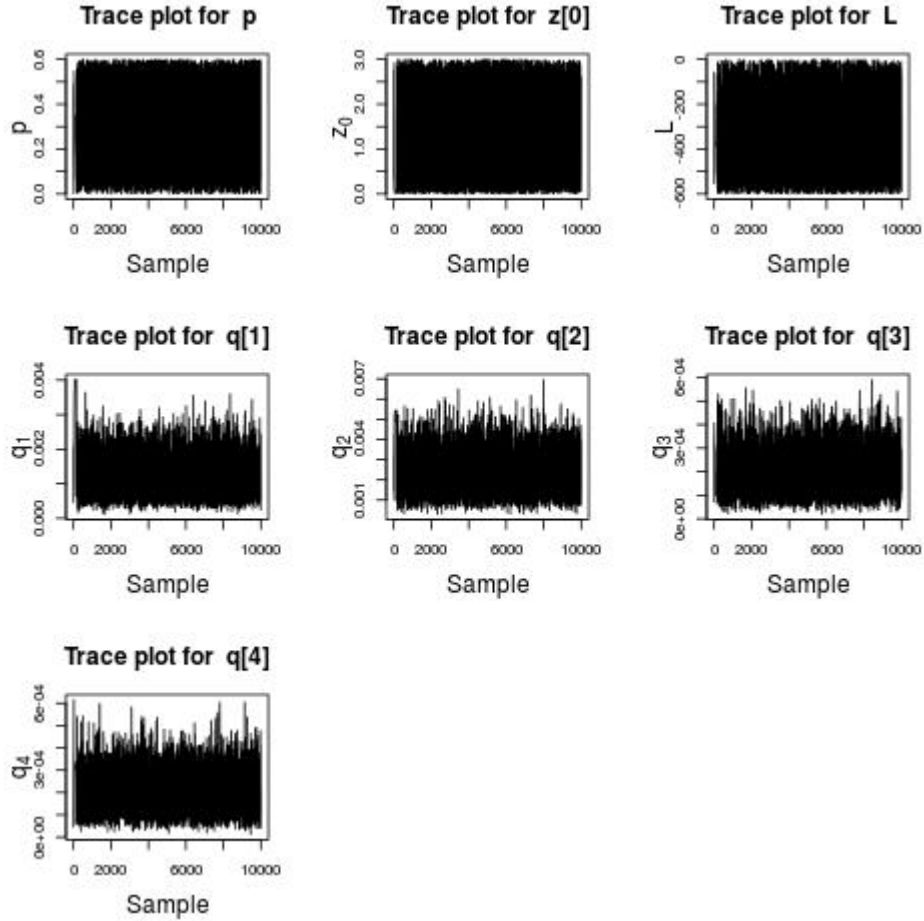 Trace plot for p
Trace plot for z[0]
Trace plot for L
p
0.0 0.2 0.4 0.6
z0
0.0 1.0 2.0 3.0
L
-600 -400 -200 0
0 2000 6000 10000
0 2000 6000 10000
0 2000 6000 10000
Sample
Sample
Sample
Trace plot for q[1]
Trace plot for q[2]
Trace plot for q[3]
q1
0.000 0.002 0.004
q2
0.001 0.004 0.007
q3
0e+00 3e-04 6e-04
0 2000 6000 10000
0 2000 6000 10000
0 2000 6000 10000
Sample
Sample
Sample
Trace plot for q[4]
q4
0e+00 3e-04 6e-04
0 2000 6000 10000
Sample